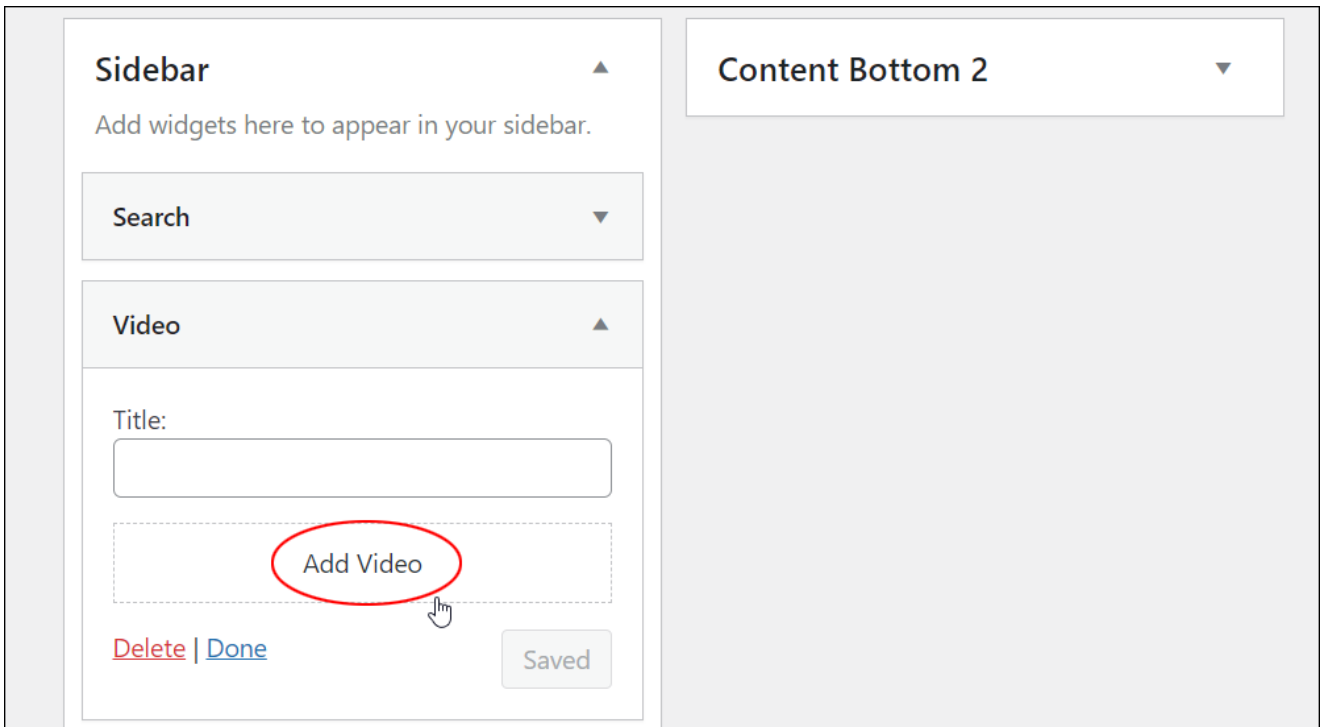 Sidebar
Add widgets here to appear in your sidebar.
Search
Video
Title:
Add Video
Delete | Done
Saved
Content Bottom 2